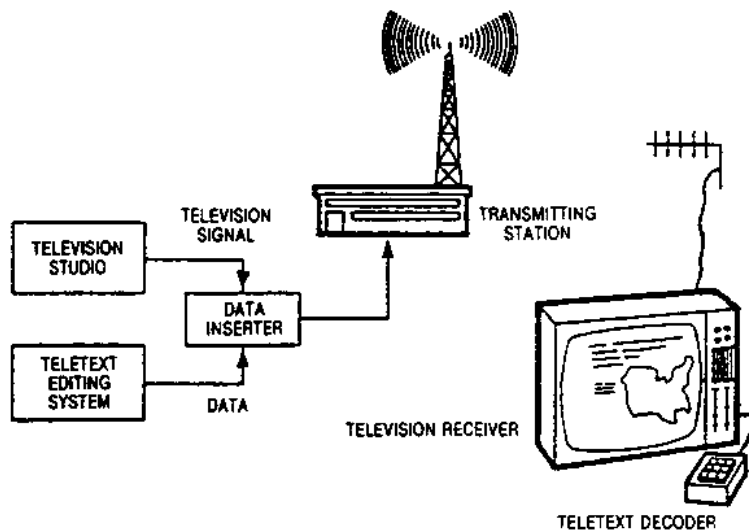 TELEVISION
SIGNAL
TRANSMITTING
STATION
TELEVISION
STUDIO
DATA
INSERTER
TELETEXT
EDITING
SYSTEM
DATA
TELEVISION RECEIVER
TELETEXT DECODER